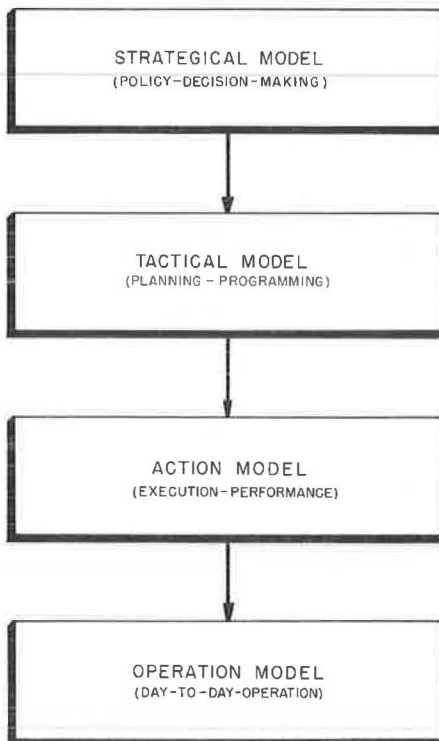 STRATEGICAL MODEL
(POLICY-DECISION-MAKING)
TACTICAL MODEL
(PLANNING - PROGRAMMING)
ACTION MODEL
(EXECUTION-PERFORMANCE)
OPERATION MODEL
(DAY-TO-DAY-OPERATION)